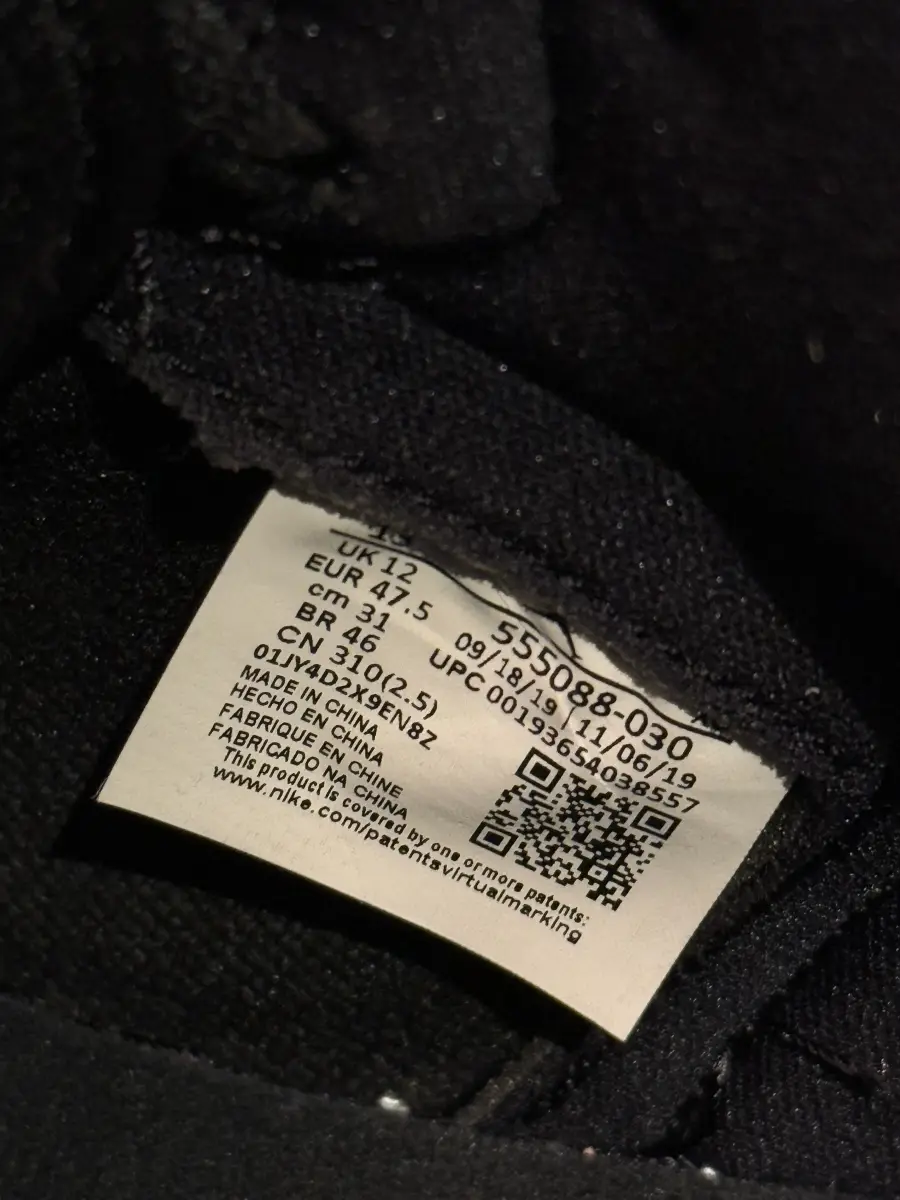 UK 12
EUR 47.5
cm 31
BR 46
CN 310(2.5)
01JY4D2X9EN8Z
MADE IN CHINA
HECHO EN CHINA
FABRIQUE EN CHINE
FABRICADO NA CHINA
This product is covered by one or more patents:
www.nike.com/patentsvirtualmarking
555088-030
09/18/19 11/06/19
UPC 00193654038557